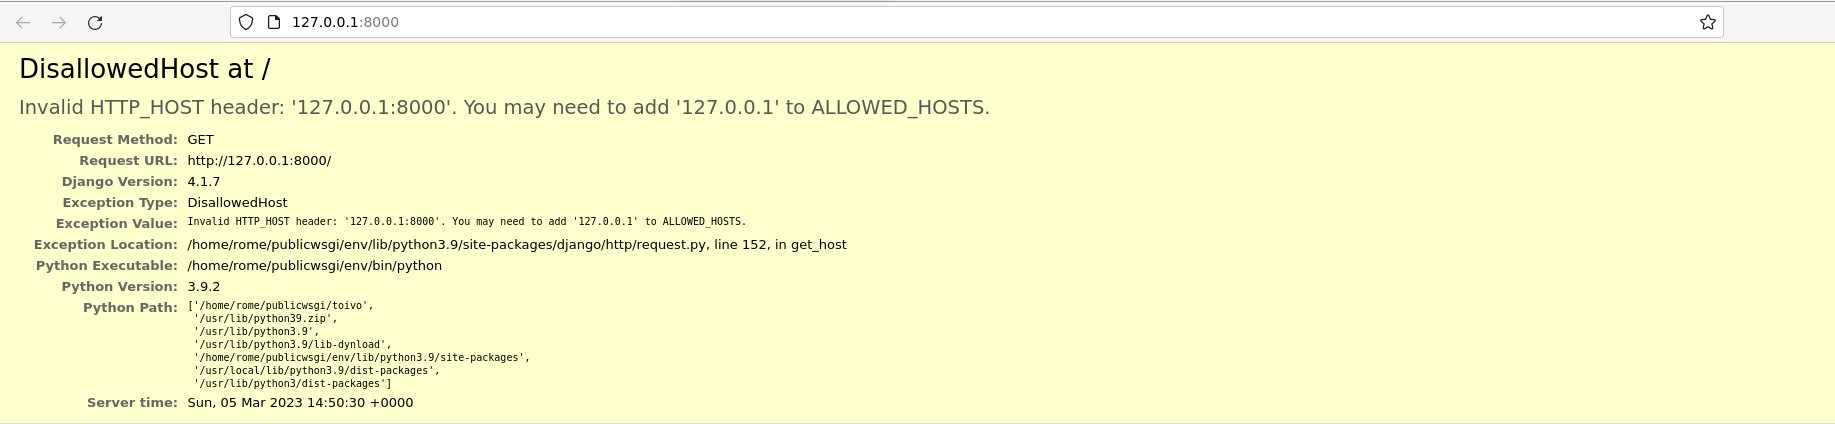 127.0.0.1:8000
DisallowedHost at /
Invalid HTTP_HOST header: '127.0.0.1:8000'. You may need to add '127.0.0.1' to ALLOWED_HOSTS.
Request Method: GET
Request URL: http://127.0.0.1:8000/
Django Version: 4.1.7
Exception Type: DisallowedHost
Exception Value: Invalid HTTP_HOST header: '127.0.0.1:8000'. You may need to add '127.0.0.1' to ALLOWED_HOSTS.
Exception Location: /home/rome/publicwsgi/env/lib/python3.9/site-packages/django/http/request.py, line 152, in get_host
Python Executable: /home/rome/publicwsgi/env/bin/python
Python Version: 3.9.2
Python Path: ['/home/rome/publicwsgi/toivo',
'/usr/lib/python39.zip',
'/usr/lib/python3.9',
'/usr/lib/python3.9/lib-dynload',
'/home/rome/publicwsgi/env/lib/python3.9/site-packages',
'/usr/local/lib/python3.9/dist-packages',
'/usr/lib/python3/dist-packages']
Server time: Sun, 05 Mar 2023 14:50:30 +0000